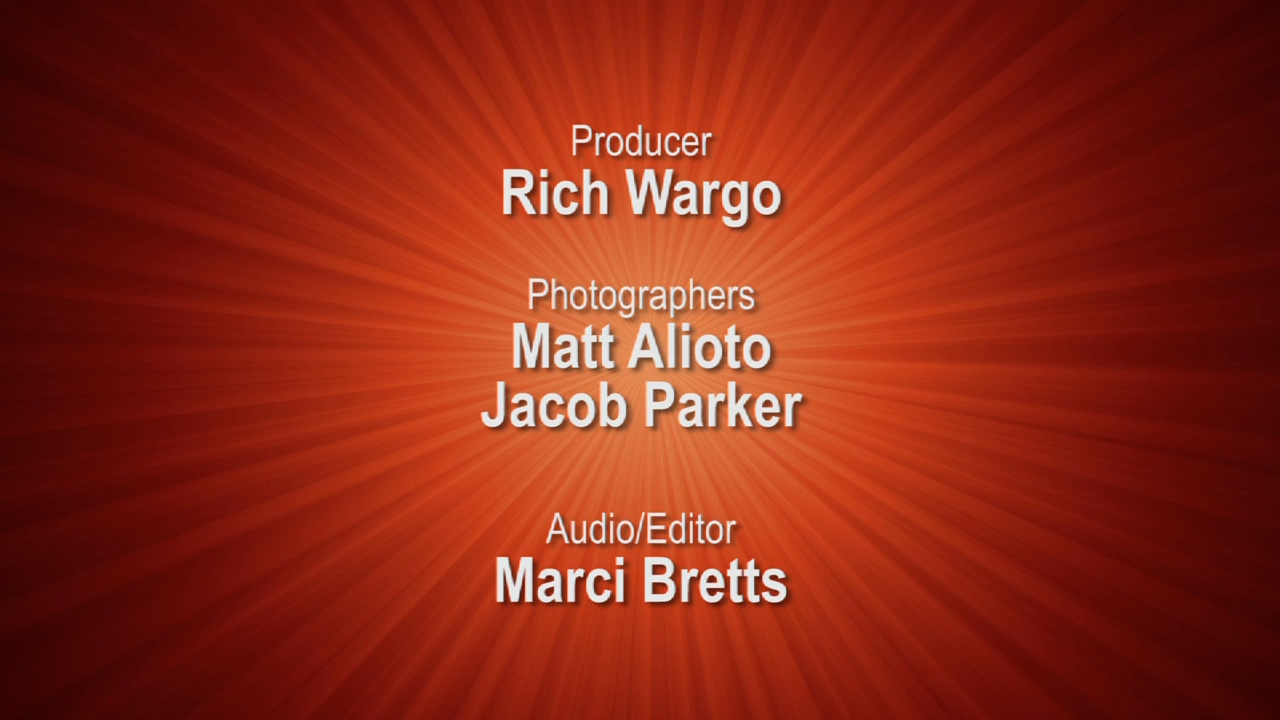 Producer
Rich Wargo
Photographers
Matt Alioto
Jacob Parker
Audio/Editor
Marci Bretts